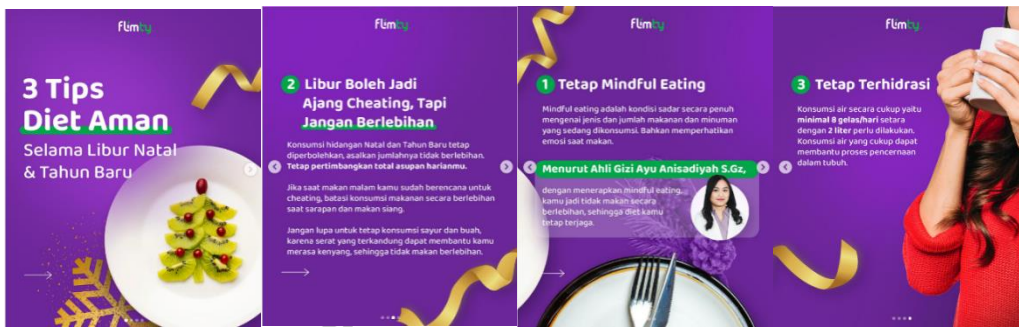 Flimty
3 Tips
Diet Aman
Selama Libur Natal
& Tahun Baru
Flimty
2 Libur Boleh Jadi
Ajang Cheating, Tapi
Jangan Berlebihan
Konsumsi hidangan Natal dan Tahun Baru tetap
diperbolehkan, asalkan jumlahnya tidak berlebihan.
Tetap pertimbangkan total asupan harianmu.
Jika saat makan malam kamu sudah berencana untuk
cheating, batasi konsumsi makanan secara berlebihan
saat sarapan dan makan siang.
Jangan lupa untuk tetap konsumsi sayur dan buah,
karena serat yang terkandung dapat membantu kamu
merasa kenyang, sehingga tidak makan berlebihan.
Flimty
1 Tetap Mindful Eating
Mindful eating adalah kondisi sadar secara penuh
mengenai jenis dan jumlah makanan dan minuman
yang sedang dikonsumsi. Bahkan memperhatikan
emosi saat makan.
Menurut Ahli Gizi Ayu Anisadiyah S.Gz,
dengan menerapkan mindful eating,
kamu jadi tidak makan secara
berlebihan, sehingga diet kamu
tetap terjaga.
Flimty
3 Tetap Terhidrasi
Konsumsi air secara cukup yaitu
minimal 8 gelas/hari setara
dengan 2 liter perlu dilakukan.
Konsumsi air yang cukup dapat
membantu proses pencernaan
dalam tubuh.